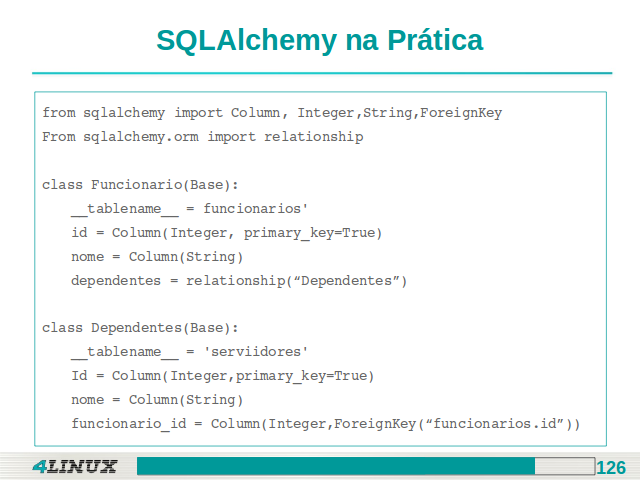 SQLAlchemy na Prática
from sqlalchemy import Column, Integer,String,ForeignKey
From sqlalchemy.orm import relationship
class Funcionario(Base):
__tablename__ = funcionarios'
id = Column(Integer, primary_key=True)
nome = Column(String)
dependentes = relationship(“Dependentes”)
class Dependentes(Base):
__tablename__ = 'serviidores'
Id = Column(Integer,primary_key=True)
nome = Column(String)
funcionario_id = Column(Integer,ForeignKey(“funcionarios.id”))
4LINUX
126